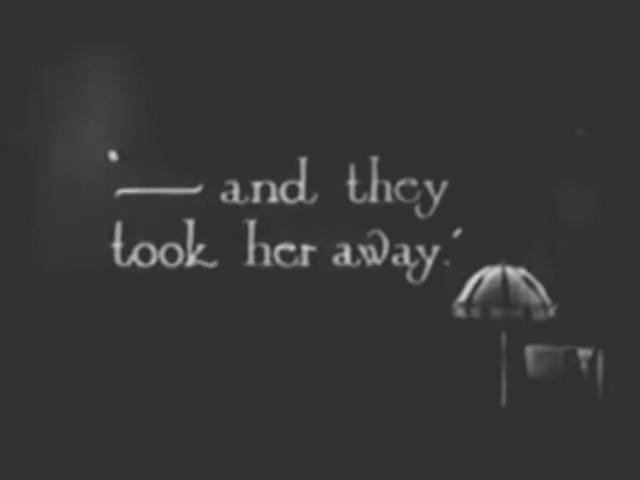 '— and they
took her away.'